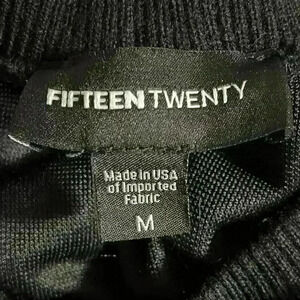 FIFTEEN TWENTY
Made in USA
of Imported
Fabric
M